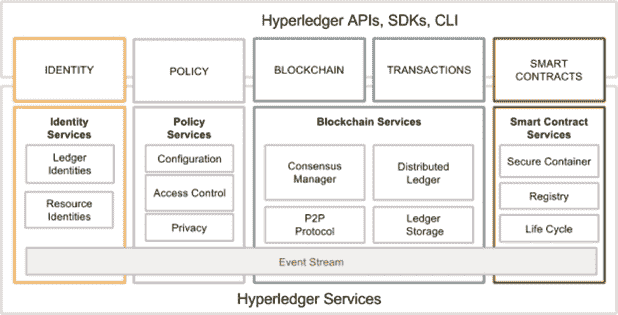 Hyperledger APIs, SDKs, CLI
IDENTITY
POLICY
BLOCKCHAIN
TRANSACTIONS
SMART
CONTRACTS
Identity
Services
Ledger
Identities
Resource
Identities
Policy
Services
Configuration
Access Control
Privacy
Blockchain Services
Consensus
Manager
Distributed
Ledger
P2P
Protocol
Ledger
Storage
Smart Contract
Services
Secure Container
Registry
Life Cycle
Event Stream
Hyperledger Services